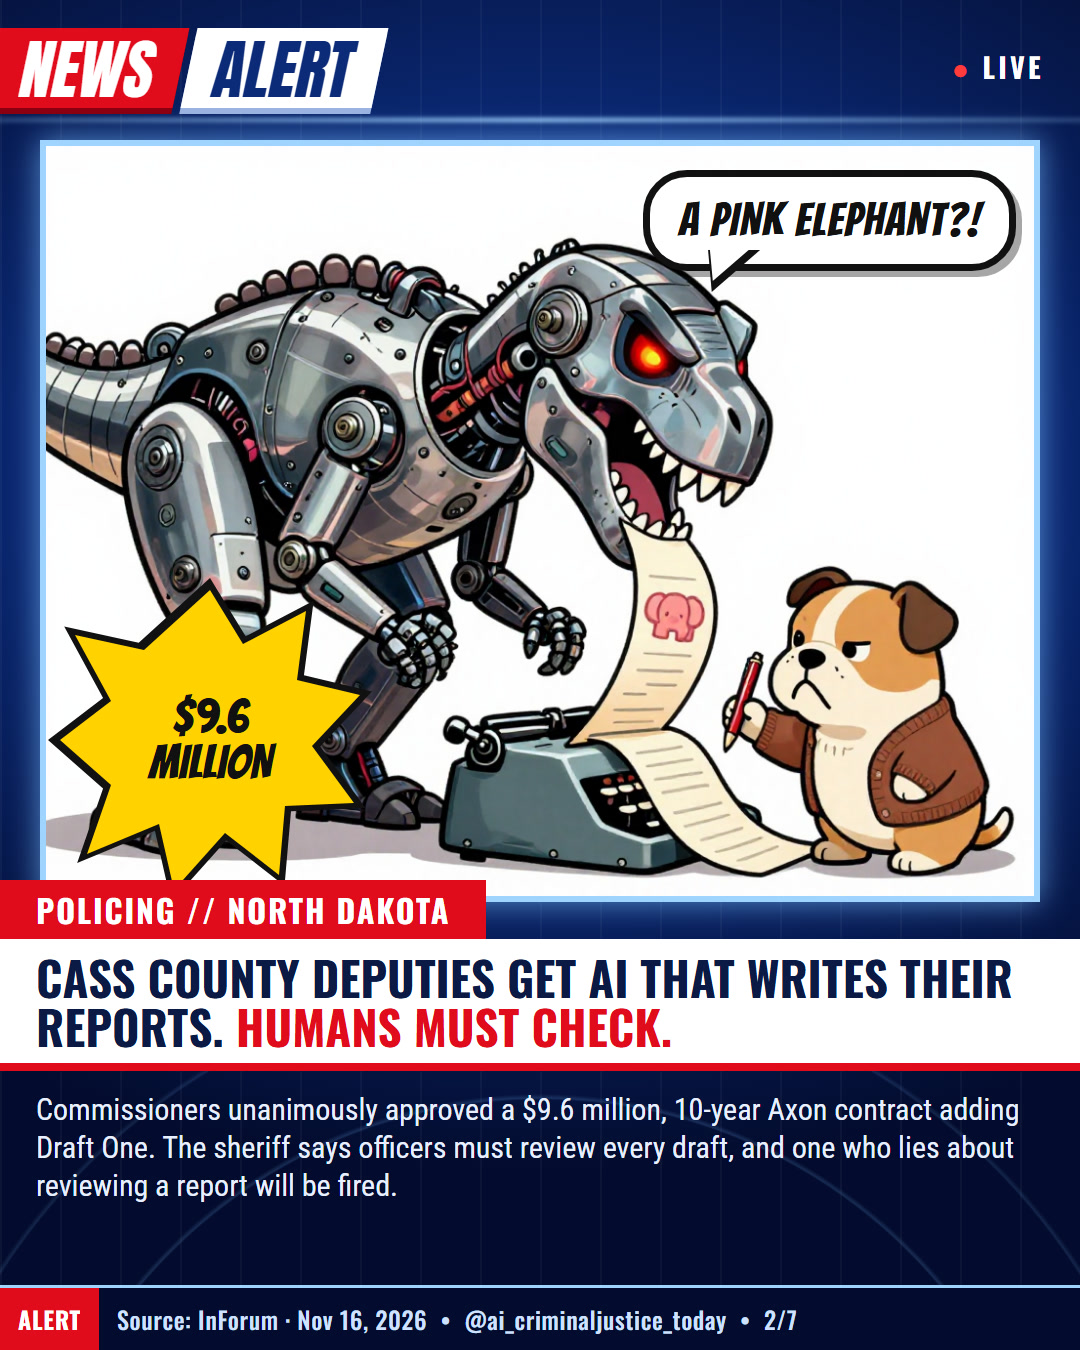 NEWS ALERT
LIVE
A PINK ELEPHANT?!
$9.6
MILLION
POLICING // NORTH DAKOTA
CASS COUNTY DEPUTIES GET AI THAT WRITES THEIR
REPORTS. HUMANS MUST CHECK.
Commissioners unanimously approved a $9.6 million, 10-year Axon contract adding
Draft One. The sheriff says officers must review every draft, and one who lies about
reviewing a report will be fired.
ALERT Source: InForum · Nov 16, 2026 • @ai_criminaljustice_today • 2/7